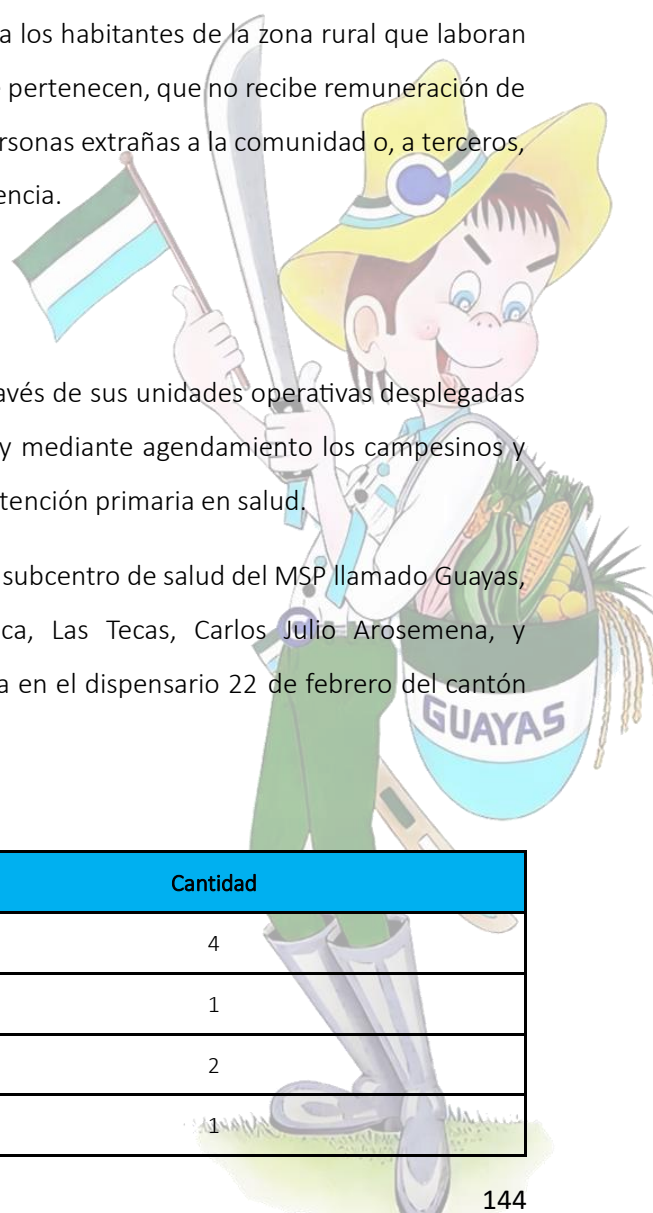 a los habitantes de la zona rural que laboran
pertenecen, que no recibe remuneración de
personas extrañas a la comunidad o, a terceros,
encia.
avés de sus unidades operativas desplegadas
y mediante agendamiento los campesinos y
tención primaria en salud.
subcentro de salud del MSP llamado Guayas,
ca, Las Tecas, Carlos Julio Arosemena, y
a en el dispensario 22 de febrero del cantón
GUAYAS
Cantidad
4
1
2
1
144